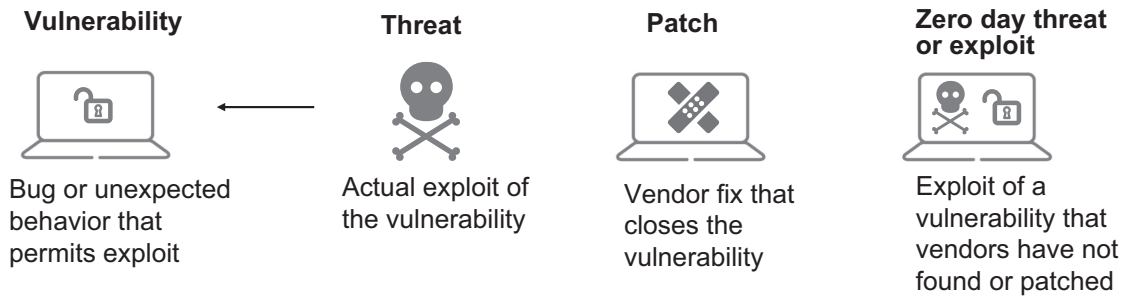 Vulnerability
Bug or unexpected
behavior that
permits exploit
Threat
Actual exploit of
the vulnerability
Patch
Vendor fix that
closes the
vulnerability
Zero day threat
or exploit
Exploit of a
vulnerability that
vendors have not
found or patched